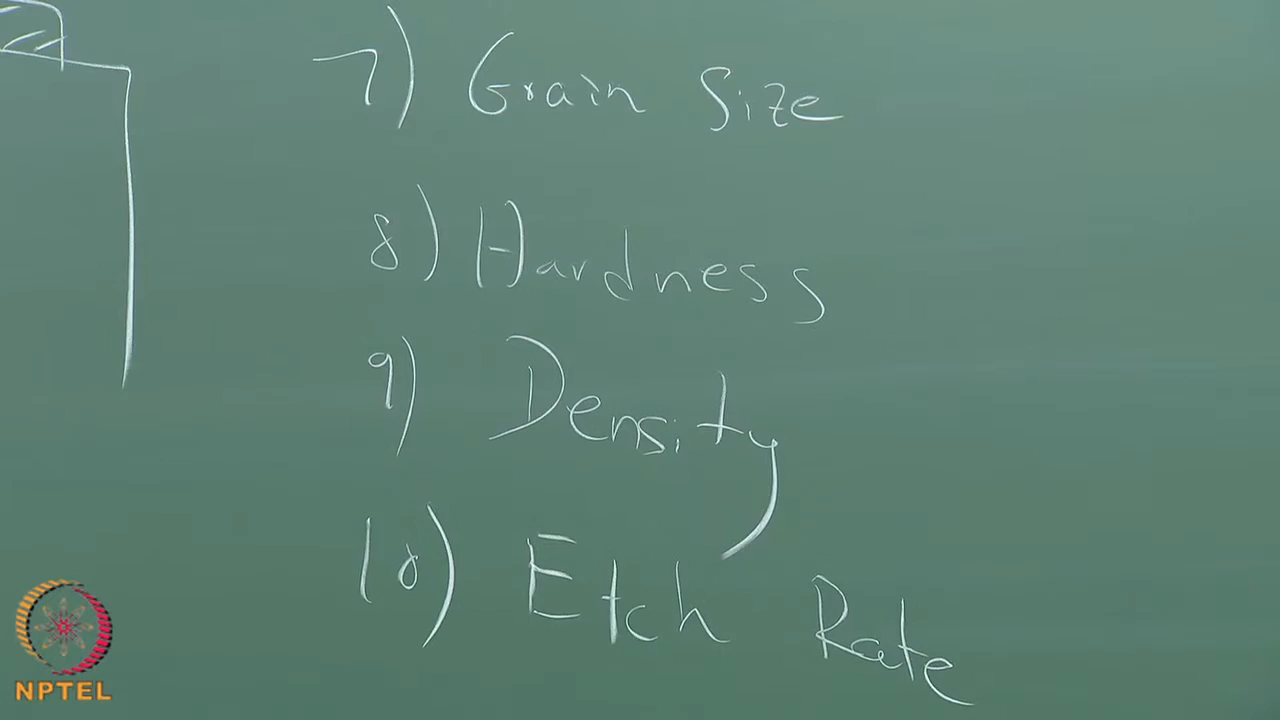 7) Grain Size
8) Hardness
9) Density
10) Etch Rate
NPTEL